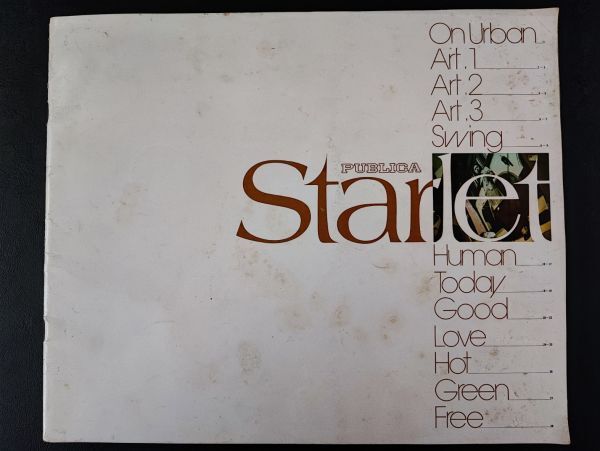 On Urban
Art.1
Art.2
Art.3
Swing
PUBLICA
Starlet
Human
Today
Good
Love
Hot
Green
Free